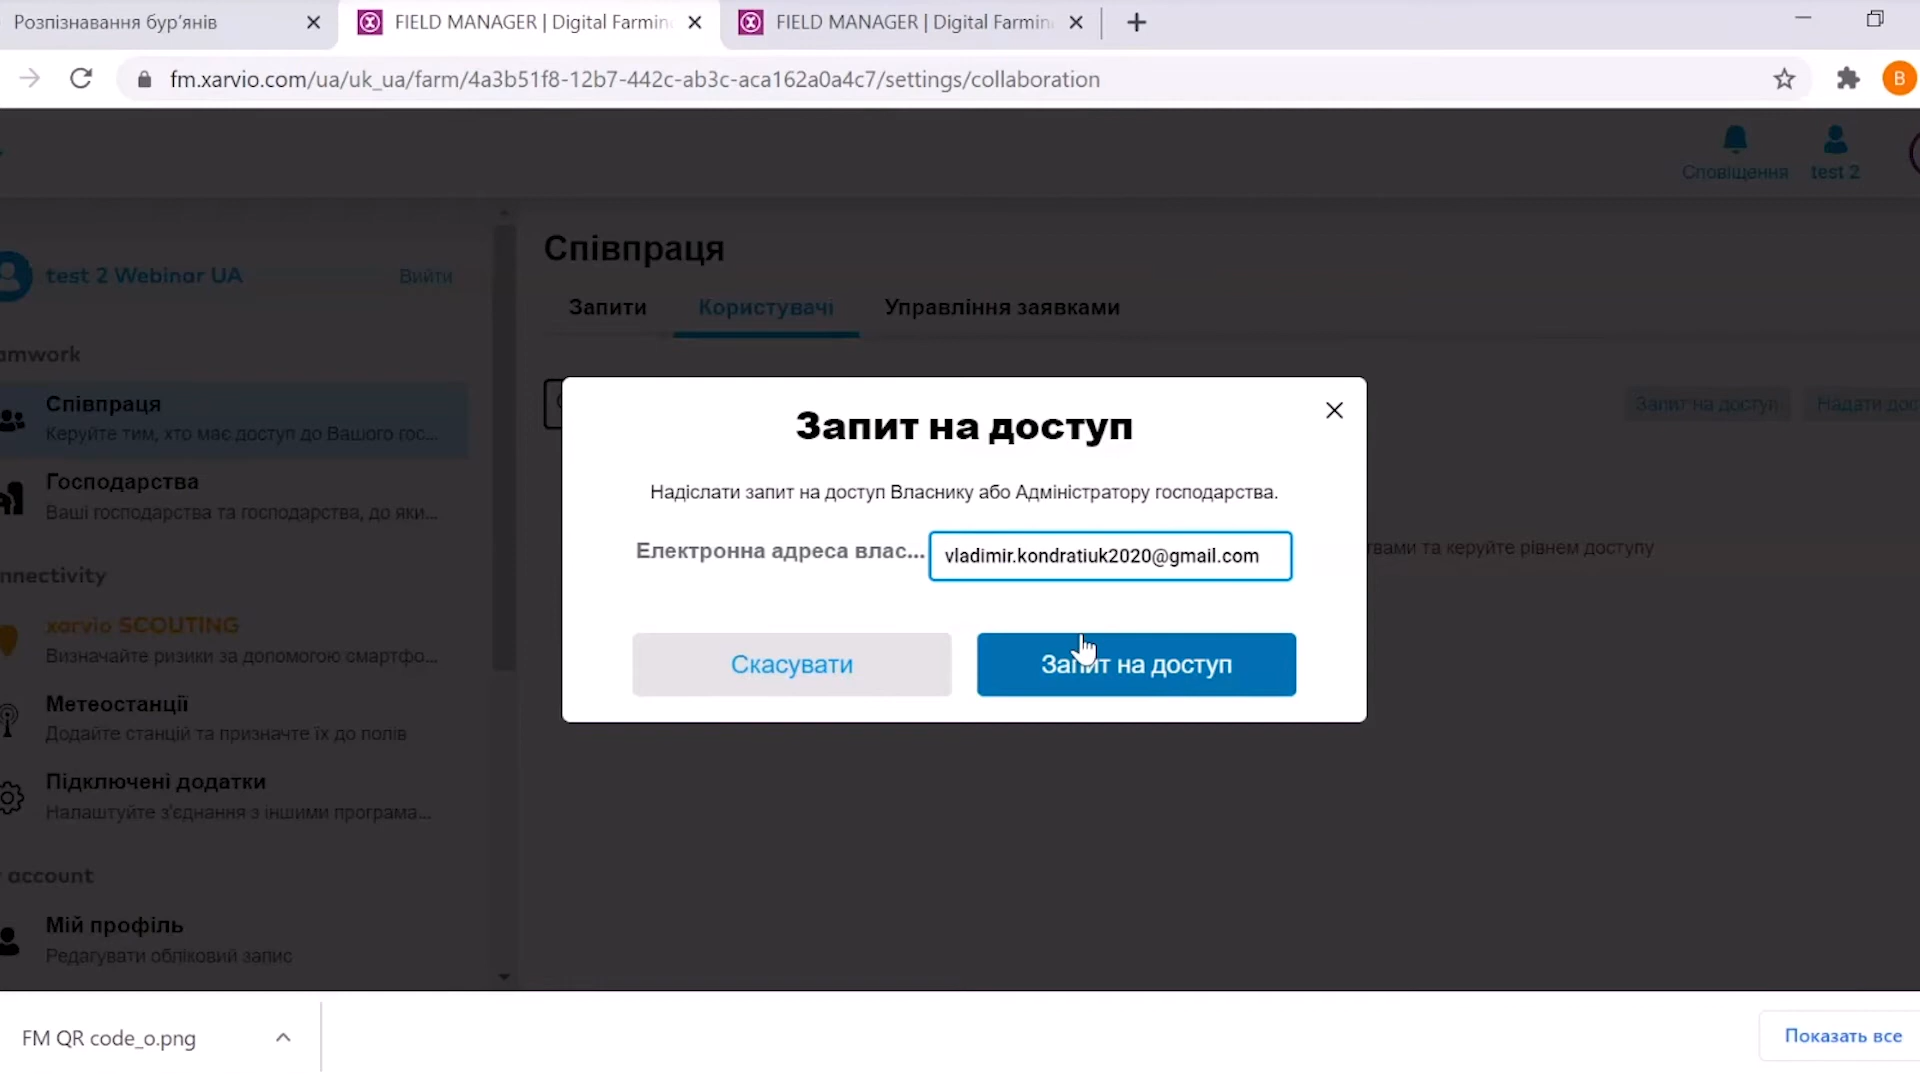 Розпізнавання бур'янів
FIELD MANAGER | Digital Farmin
FIELD MANAGER | Digital Farmin
fm.xarvio.com/ua/uk_ua/farm/4a3b51f8-12b7-442c-ab3c-aca162a0a4c7/settings/collaboration
B
Сповіщення
test 2
test 2 Webinar UA
Вийти
Співпраця
Запити
Користувачі
Управління заявками
amwork
Співпраця
Керуйте тим, хто має доступ до Вашого гос...
Господарства
Ваші господарства та господарства, до яки...
nnectivity
xarvio SCOUTING
Визначайте ризики за допомогою смартфо...
Метеостанції
Додайте станцій та призначте їх до полів
Підключені додатки
Налаштуйте з'єднання з іншими програма...
account
Мій профіль
Редагувати обліковий запис
Запит на доступ
Надати дос
твами та керуйте рівнем доступу
Запит на доступ
Надіслати запит на доступ Власнику або Адміністратору господарства.
Електронна адреса влас...
vladimir.kondratiuk2020@gmail.com
Скасувати
Запит на доступ
FM QR code_o.png
Показать все